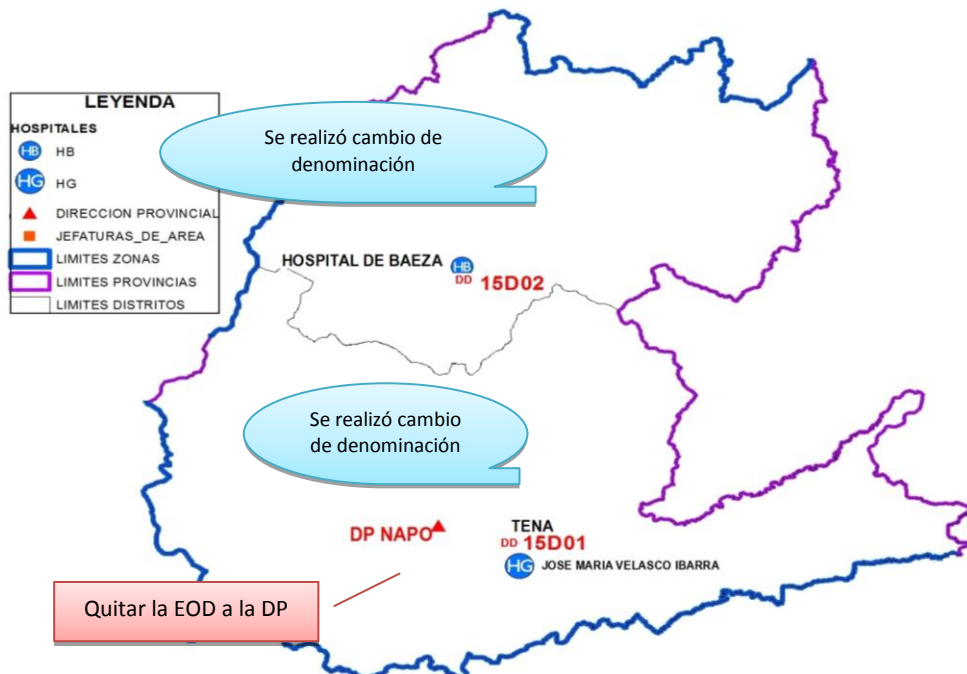 LEYENDA
HOSPITALES
HB HB
HG HG
DIRECCION PROVINCIAL
JEFATURAS_DE_AREA
LIMITES ZONAS
LIMITES PROVINCIAS
LIMITES DISTRITOS
Se realizó cambio de
denominación
HOSPITAL DE BAEZA HB
DD 15D02
Se realizó cambio
de denominación
DP NAPO
TENA
DD 15D01
HG JOSE MARIA VELASCO IBARRA
Quitar la EOD a la DP